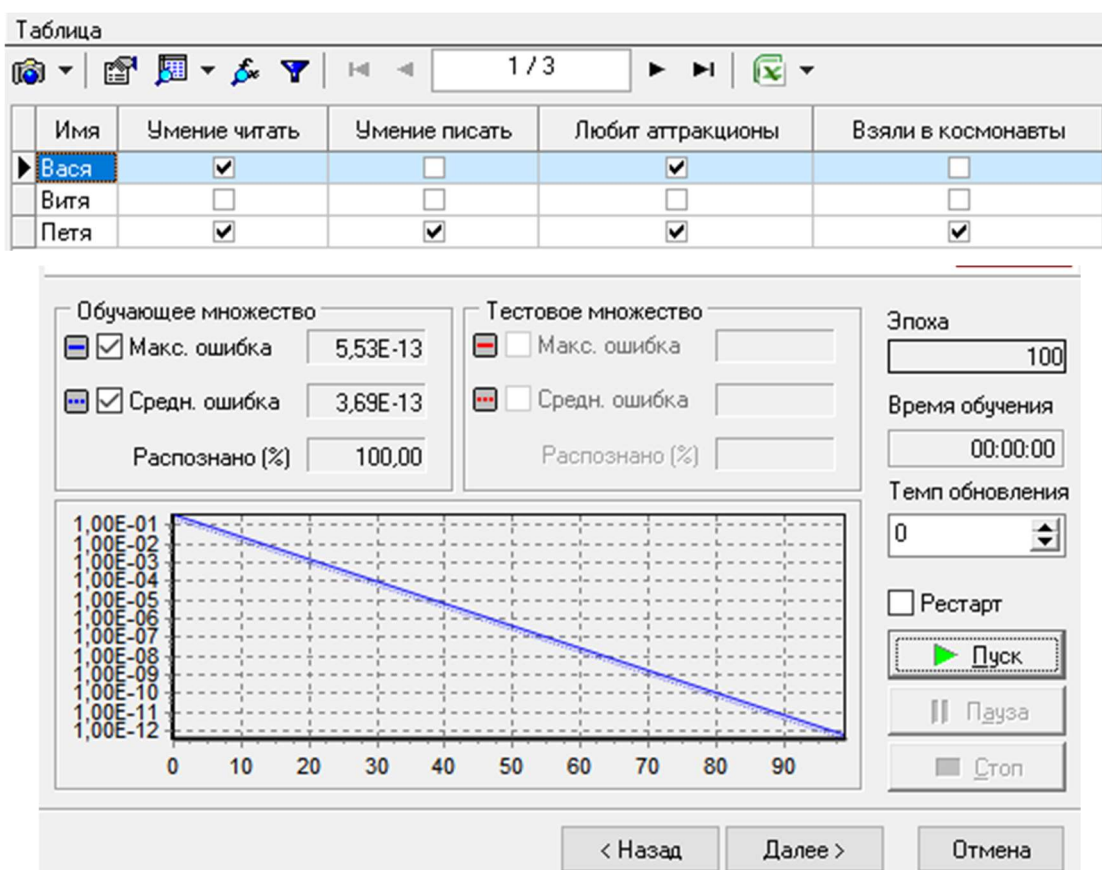 Таблица
1 / 3
Имя Умение читать Умение писать Любит аттракционы Взяли в космонавты
Вася
Витя
Петя
Обучающее множество
Макс. ошибка 5,53E-13
Средн. ошибка 3,69E-13
Распознано (%) 100,00
Тестовое множество
Макс. ошибка
Средн. ошибка
Распознано (%)
Эпоха
100
Время обучения
00:00:00
Темп обновления
0
Рестарт
Пуск
Пауза
Стоп
1,00E-01
1,00E-02
1,00E-03
1,00E-04
1,00E-05
1,00E-06
1,00E-07
1,00E-08
1,00E-09
1,00E-10
1,00E-11
1,00E-12
0 10 20 30 40 50 60 70 80 90
< Назад Далее > Отмена